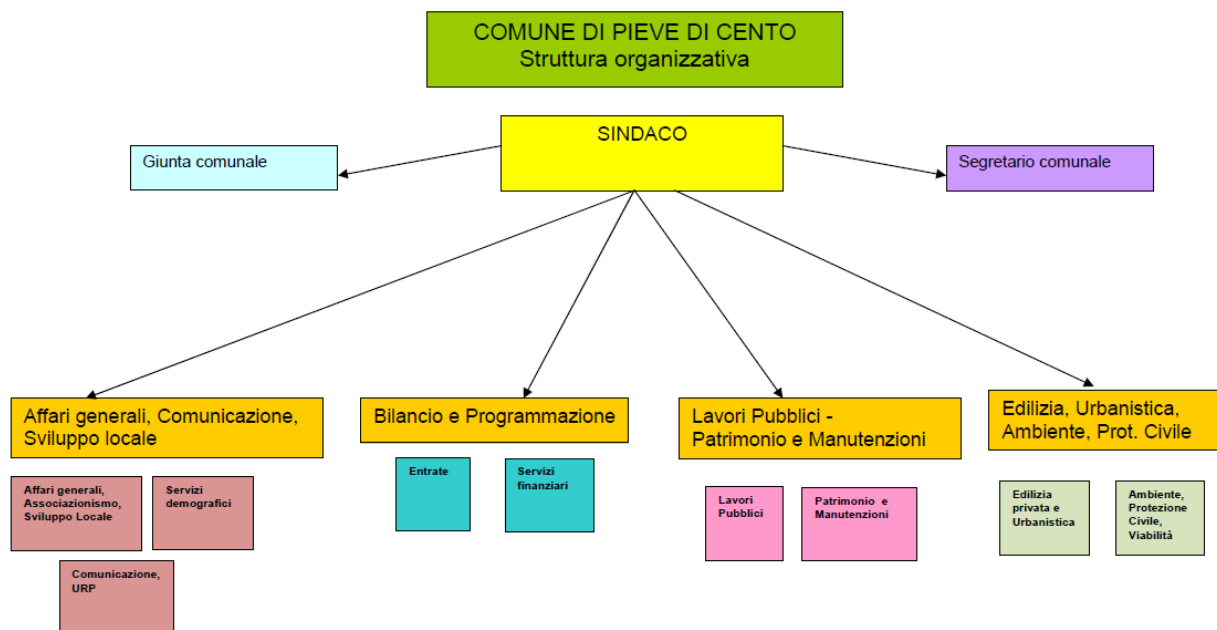 COMUNE DI PIEVE DI CENTO
Struttura organizzativa
SINDACO
Giunta comunale
Segretario comunale
Affari generali, Comunicazione,
Sviluppo locale
Bilancio e Programmazione
Lavori Pubblici -
Patrimonio e Manutenzioni
Edilizia, Urbanistica,
Ambiente, Prot. Civile
Affari generali,
Associazionismo,
Sviluppo Locale
Servizi
demografici
Comunicazione,
URP
Entrate
Servizi
finanziari
Lavori
Pubblici
Patrimonio e
Manutenzioni
Edilizia
privata e
Urbanistica
Ambiente,
Protezione
Civile,
Viabilità